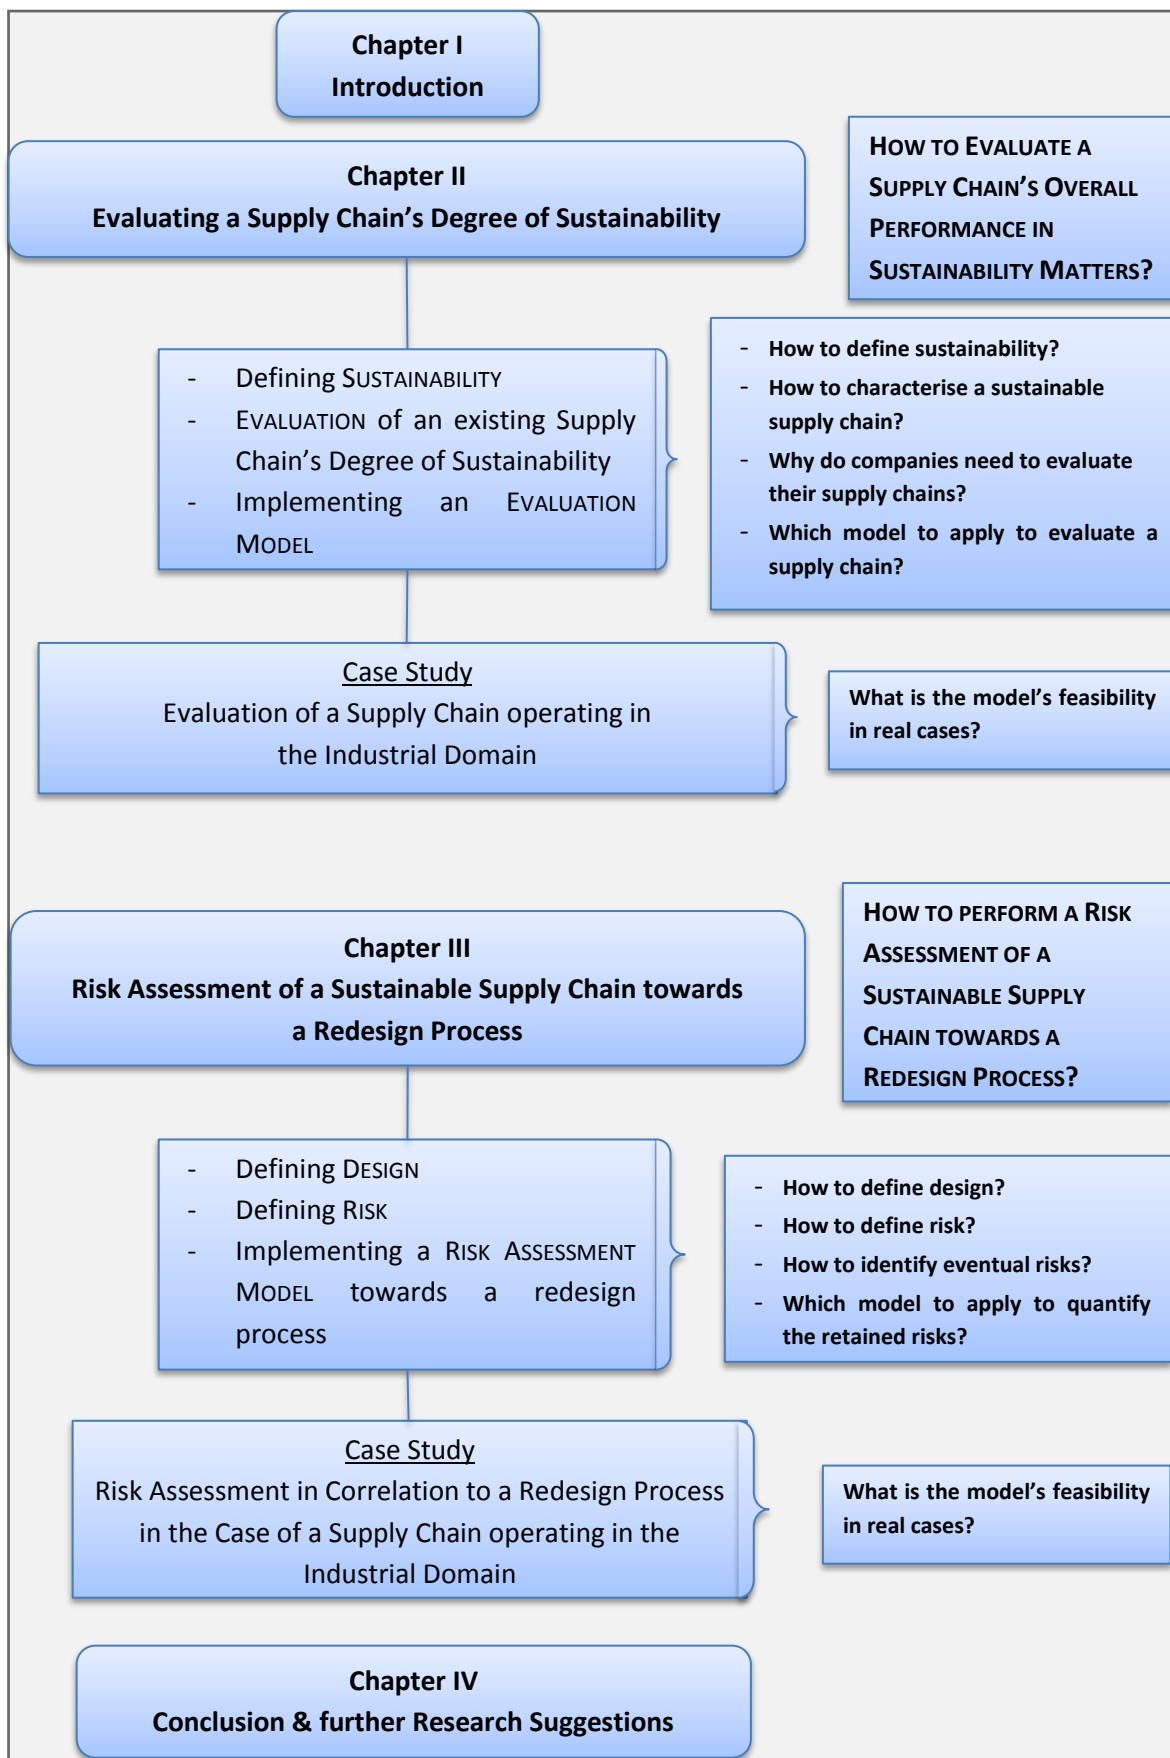 Chapter I
Introduction
Chapter II
Evaluating a Supply Chain’s Degree of Sustainability
HOW TO EVALUATE A
SUPPLY CHAIN’S OVERALL
PERFORMANCE IN
SUSTAINABILITY MATTERS?
- Defining SUSTAINABILITY
- EVALUATION of an existing Supply
Chain’s Degree of Sustainability
- Implementing an EVALUATION
MODEL
- How to define sustainability?
- How to characterise a sustainable
supply chain?
- Why do companies need to evaluate
their supply chains?
- Which model to apply to evaluate a
supply chain?
Case Study
Evaluation of a Supply Chain operating in
the Industrial Domain
What is the model’s feasibility
in real cases?
Chapter III
Risk Assessment of a Sustainable Supply Chain towards
a Redesign Process
HOW TO PERFORM A RISK
ASSESSMENT OF A
SUSTAINABLE SUPPLY
CHAIN TOWARDS A
REDESIGN PROCESS?
- Defining DESIGN
- Defining RISK
- Implementing a RISK ASSESSMENT
MODEL towards a redesign
process
- How to define design?
- How to define risk?
- How to identify eventual risks?
- Which model to apply to quantify
the retained risks?
Case Study
Risk Assessment in Correlation to a Redesign Process
in the Case of a Supply Chain operating in the
Industrial Domain
What is the model’s feasibility
in real cases?
Chapter IV
Conclusion & further Research Suggestions